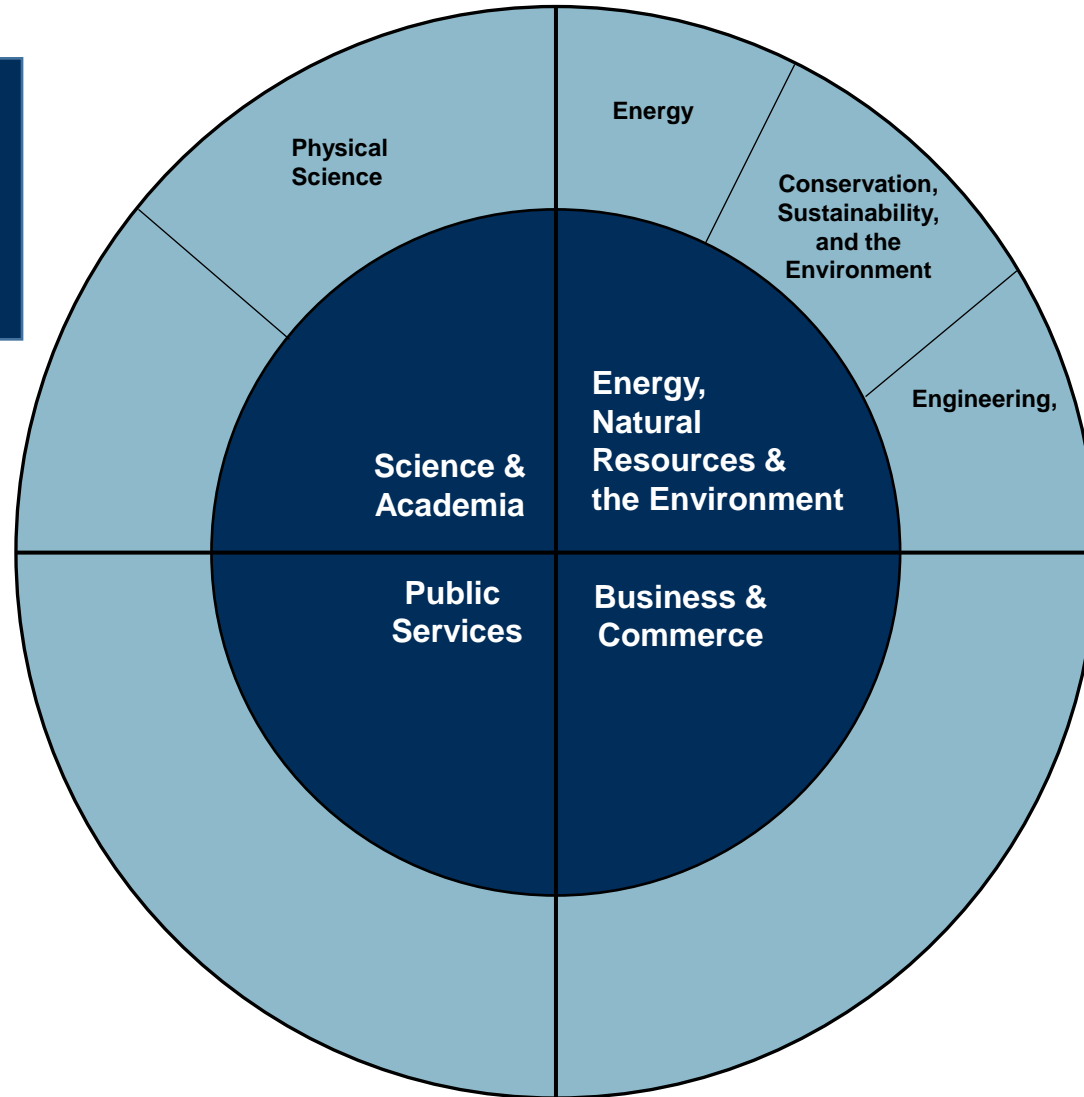 Energy
Physical
Science
Conservation,
Sustainability,
and the
Environment
Engineering,
Energy,
Natural
Resources &
the Environment
Science &
Academia
Public
Services
Business &
Commerce